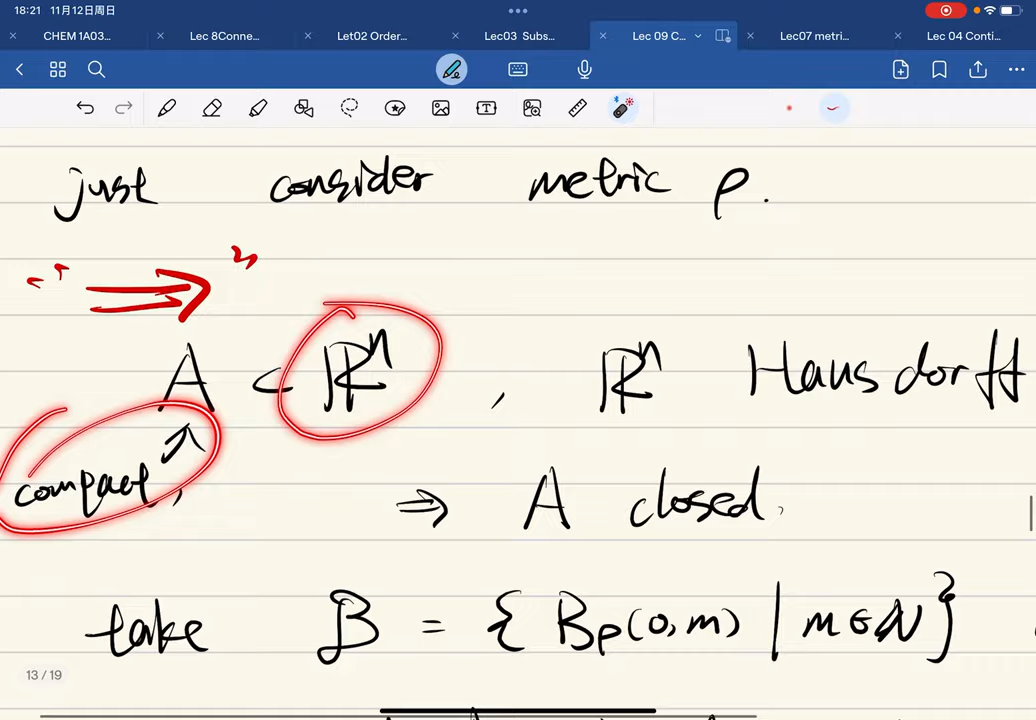 18:21 11月12日周日
CHEM 1A03... Lec 8Conne... Let02 Order... Lec03 Subs... Lec 09 C... Lec07 metri... Lec 04 Conti...
just consider metric ρ.
“ ⇒ ”
A ⊂ ℝⁿ , ℝⁿ Hausdorff
compact, ⇒ A closed.
take ℬ = { Bρ(0,m) | m∈ℕ}
13 / 19